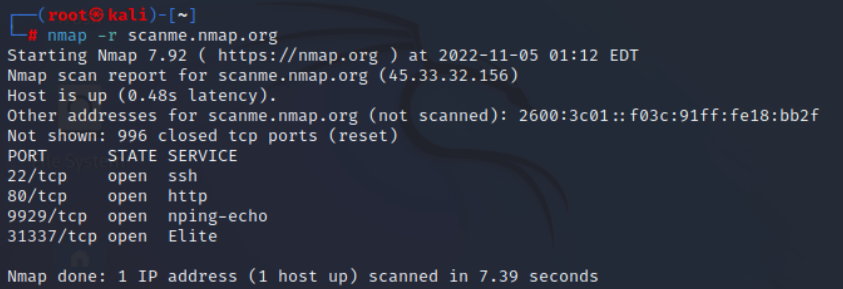 ┌──(root㉿kali)-[~]
└─# nmap -r scanme.nmap.org
Starting Nmap 7.92 ( https://nmap.org ) at 2022-11-05 01:12 EDT
Nmap scan report for scanme.nmap.org (45.33.32.156)
Host is up (0.48s latency).
Other addresses for scanme.nmap.org (not scanned): 2600:3c01::f03c:91ff:fe18:bb2f
Not shown: 996 closed tcp ports (reset)
PORT      STATE SERVICE
22/tcp    open  ssh
80/tcp    open  http
9929/tcp  open  nping-echo
31337/tcp open  Elite

Nmap done: 1 IP address (1 host up) scanned in 7.39 seconds